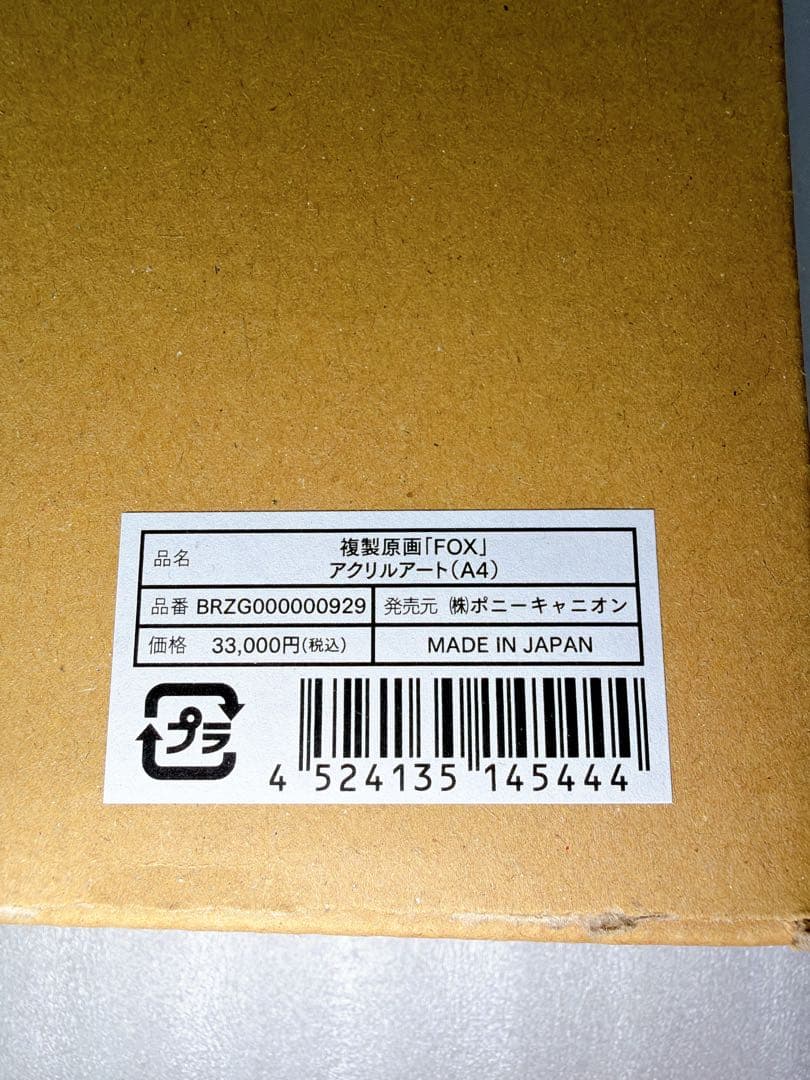 品名 複製原画「FOX」
アクリルアート(A4)
品番 BRZG000000929 発売元 ㈱ポニーキャニオン
価格 33,000円(税込) MADE IN JAPAN
プラ
4 524135 145444